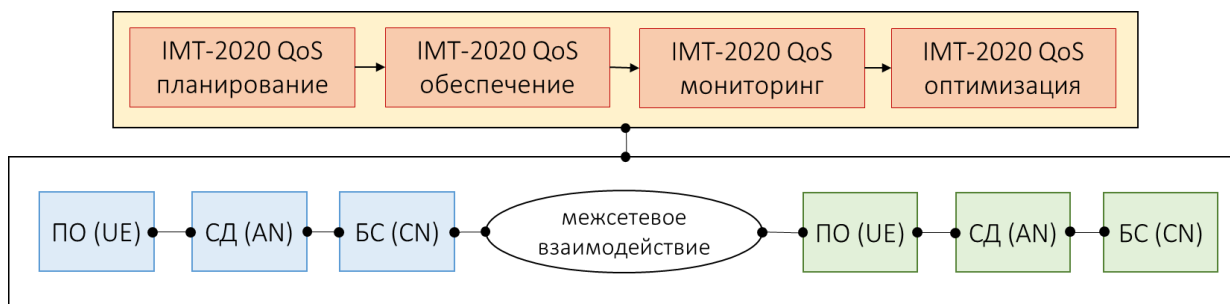 IMT-2020 QoS
планирование
IMT-2020 QoS
обеспечение
IMT-2020 QoS
мониторинг
IMT-2020 QoS
оптимизация
ПО (UE)
СД (AN)
БС (CN)
межсетевое
взаимодействие
ПО (UE)
СД (AN)
БС (CN)